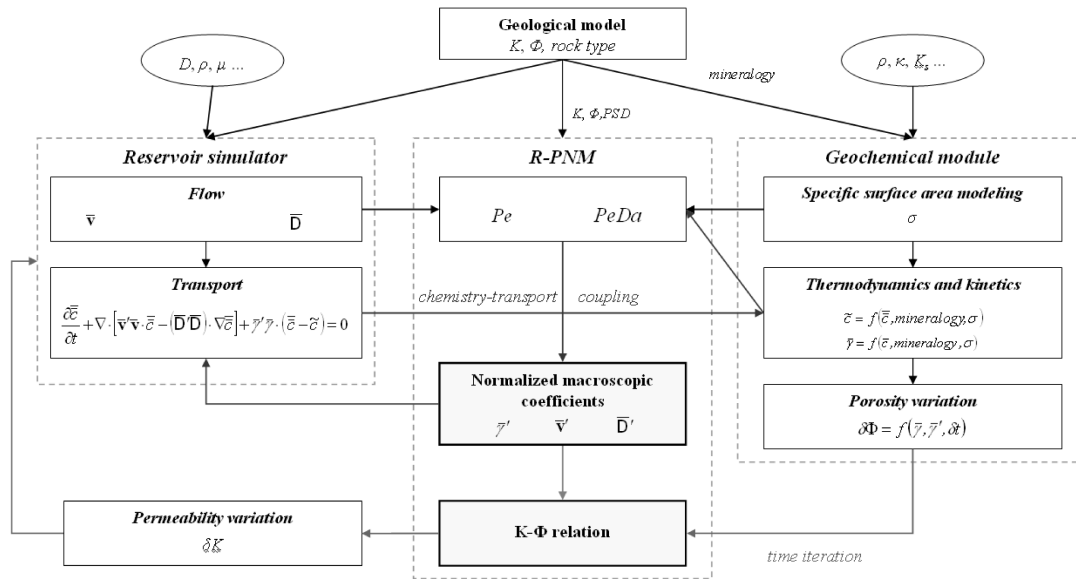 Geological model
K, Φ, rock type
D, ρ, μ ...
ρ, κ, Ks ...
mineralogy
K, Φ,PSD
Reservoir simulator
R-PNM
Geochemical module
Flow
v̄ D̄
Pe PeDa
Specific surface area modeling
σ
Transport
∂c̄̄/∂t + ∇·[v̄′v̄·c̄ − (D̄′D̄)·∇c̄̄] + γ̄′γ̄·(c̄̄ − c̃) = 0
chemistry-transport coupling
Thermodynamics and kinetics
c̃ = f(c̄̄, mineralogy, σ)
γ̄ = f(c̄, mineralogy, σ)
Normalized macroscopic
coefficients
γ̄′ v̄′ D̄′
Porosity variation
δΦ = f(γ̄, γ̄′, δt)
Permeability variation
δK
K-Φ relation
time iteration